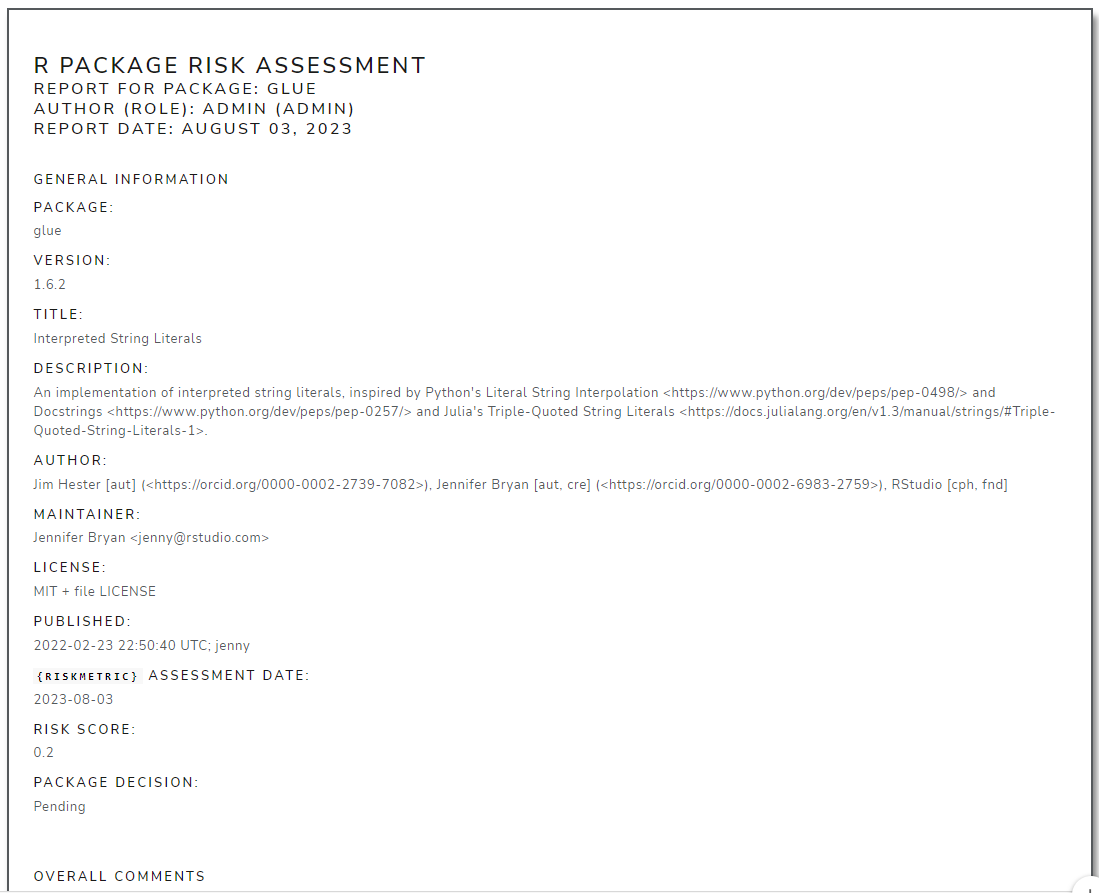 R PACKAGE RISK ASSESSMENT
REPORT FOR PACKAGE: GLUE
AUTHOR (ROLE): ADMIN (ADMIN)
REPORT DATE: AUGUST 03, 2023
GENERAL INFORMATION
PACKAGE:
glue
VERSION:
1.6.2
TITLE:
Interpreted String Literals
DESCRIPTION:
An implementation of interpreted string literals, inspired by Python's Literal String Interpolation <https://www.python.org/dev/peps/pep-0498/> and
Docstrings <https://www.python.org/dev/peps/pep-0257/> and Julia's Triple-Quoted String Literals <https://docs.julialang.org/en/v1.3/manual/strings/#Triple-
Quoted-String-Literals-1>.
AUTHOR:
Jim Hester [aut] (<https://orcid.org/0000-0002-2739-7082>), Jennifer Bryan [aut, cre] (<https://orcid.org/0000-0002-6983-2759>), RStudio [cph, fnd]
MAINTAINER:
Jennifer Bryan <jenny@rstudio.com>
LICENSE:
MIT + file LICENSE
PUBLISHED:
2022-02-23 22:50:40 UTC; jenny
{RISKMETRIC} ASSESSMENT DATE:
2023-08-03
RISK SCORE:
0.2
PACKAGE DECISION:
Pending
OVERALL COMMENTS